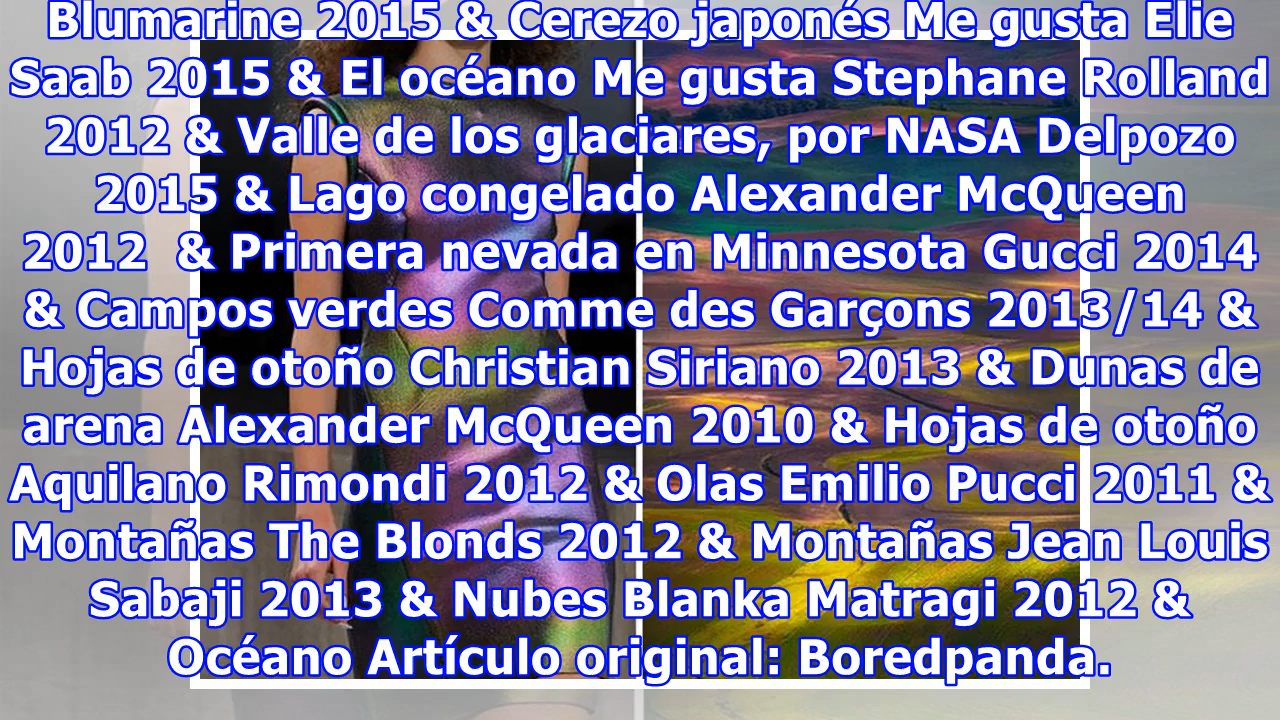 Blumarine 2015 & Cerezo japonés Me gusta Elie
Saab 2015 & El océano Me gusta Stephane Rolland
2012 & Valle de los glaciares, por NASA Delpozo
2015 & Lago congelado Alexander McQueen
2012  & Primera nevada en Minnesota Gucci 2014
& Campos verdes Comme des Garçons 2013/14 &
Hojas de otoño Christian Siriano 2013 & Dunas de
arena Alexander McQueen 2010 & Hojas de otoño
Aquilano Rimondi 2012 & Olas Emilio Pucci 2011 &
Montañas The Blonds 2012 & Montañas Jean Louis
Sabaji 2013 & Nubes Blanka Matragi 2012 &
Océano Artículo original: Boredpanda.